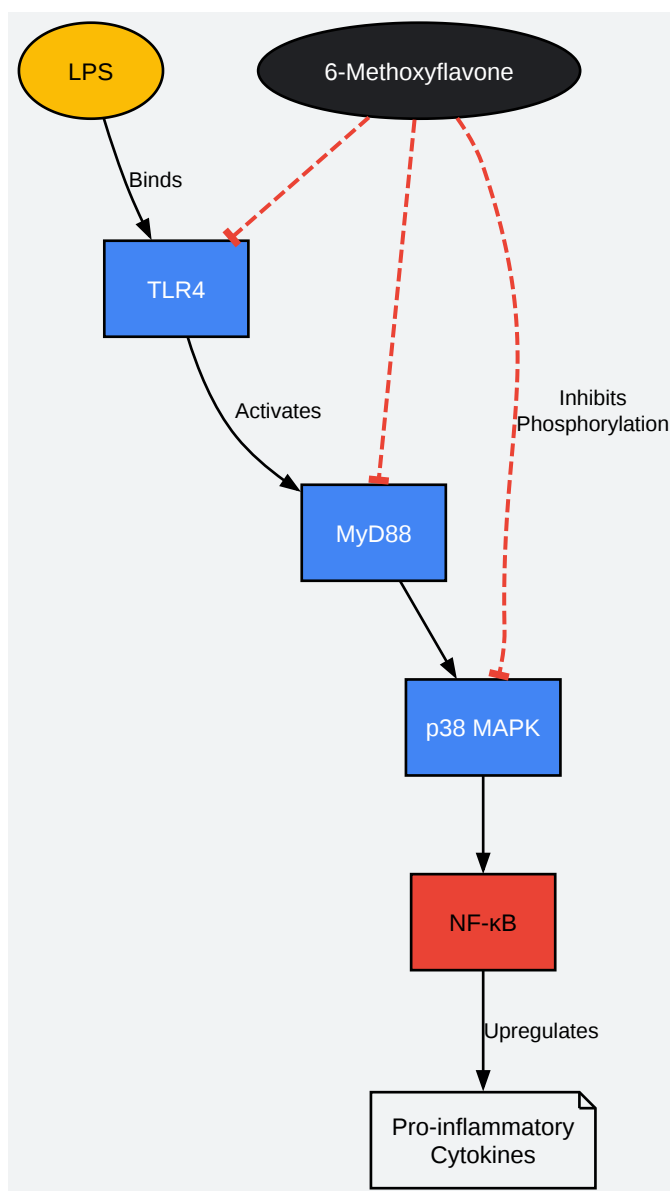 LPS
6-Methoxyflavone
Binds
TLR4
Inhibits
Phosphorylation
Activates
MyD88
p38 MAPK
NF-κB
Upregulates
Pro-inflammatory
Cytokines